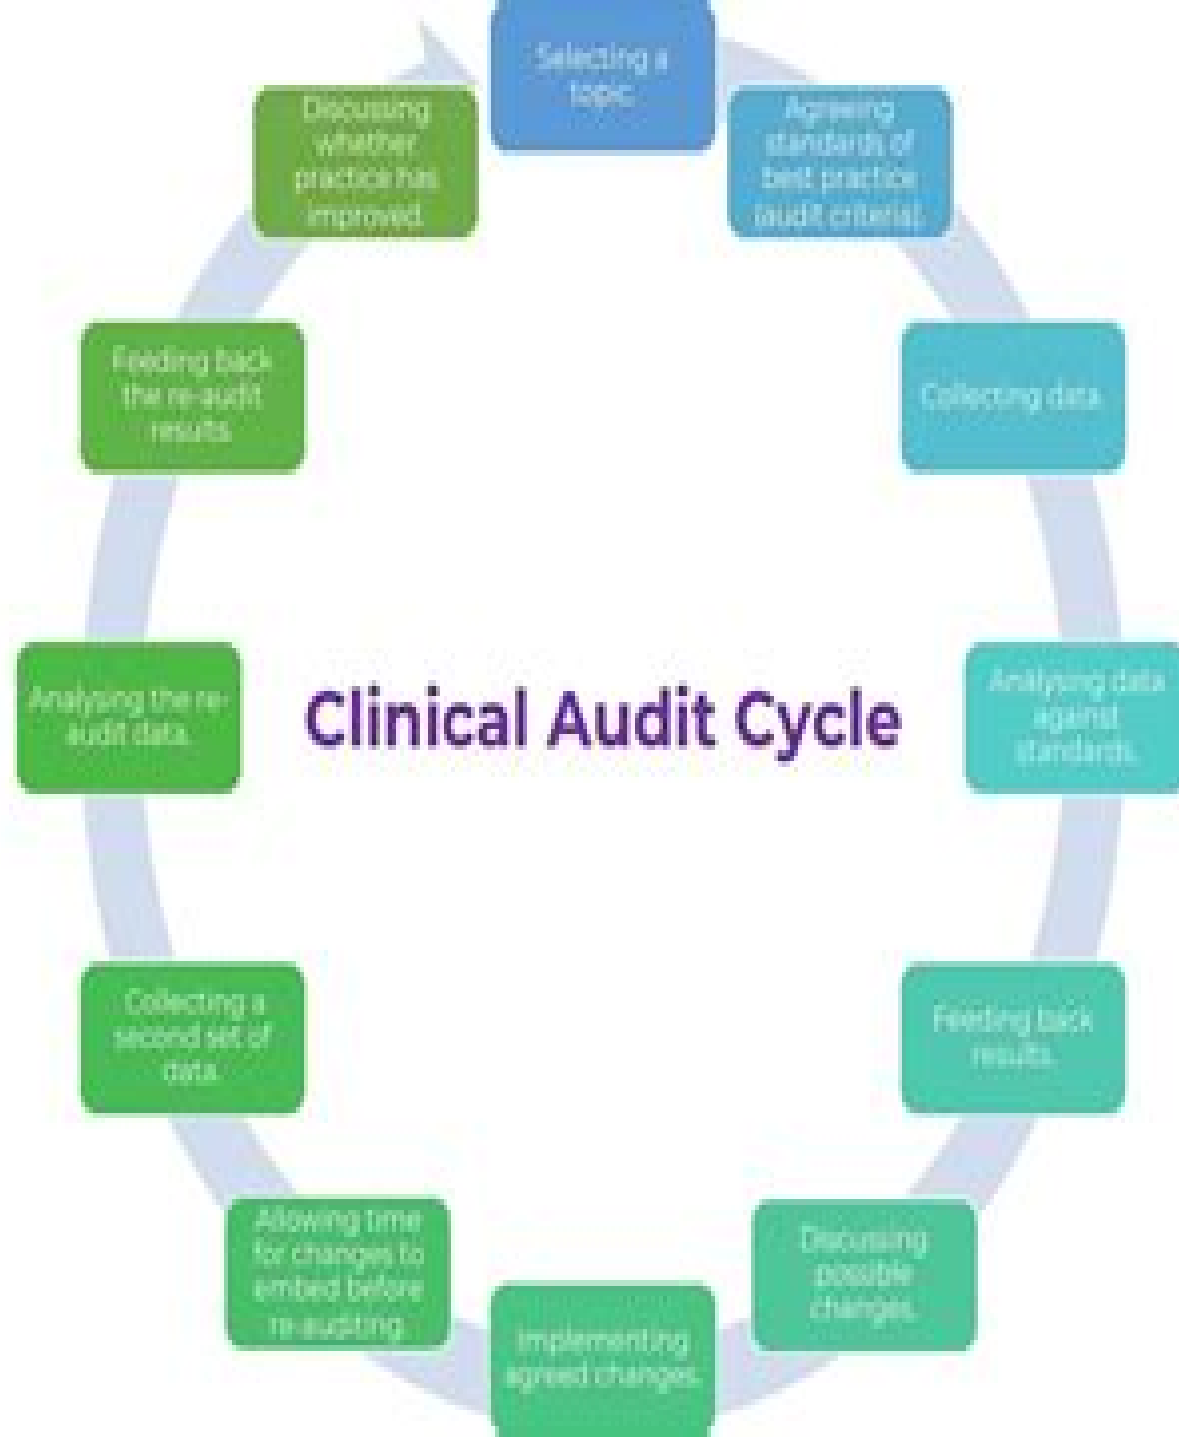 Selecting a
topic.
Agreeing
standards of
best practice
(audit criteria).
Collecting data.
Analysing data
against
standards.
Feeding back
results.
Discussing
possible
changes.
Implementing
agreed changes.
Allowing time
for changes to
embed before
re-auditing.
Collecting a
second set of
data.
Analysing the re-
audit data.
Feeding back
the re-audit
results.
Discussing
whether
practice has
improved.
Clinical Audit Cycle